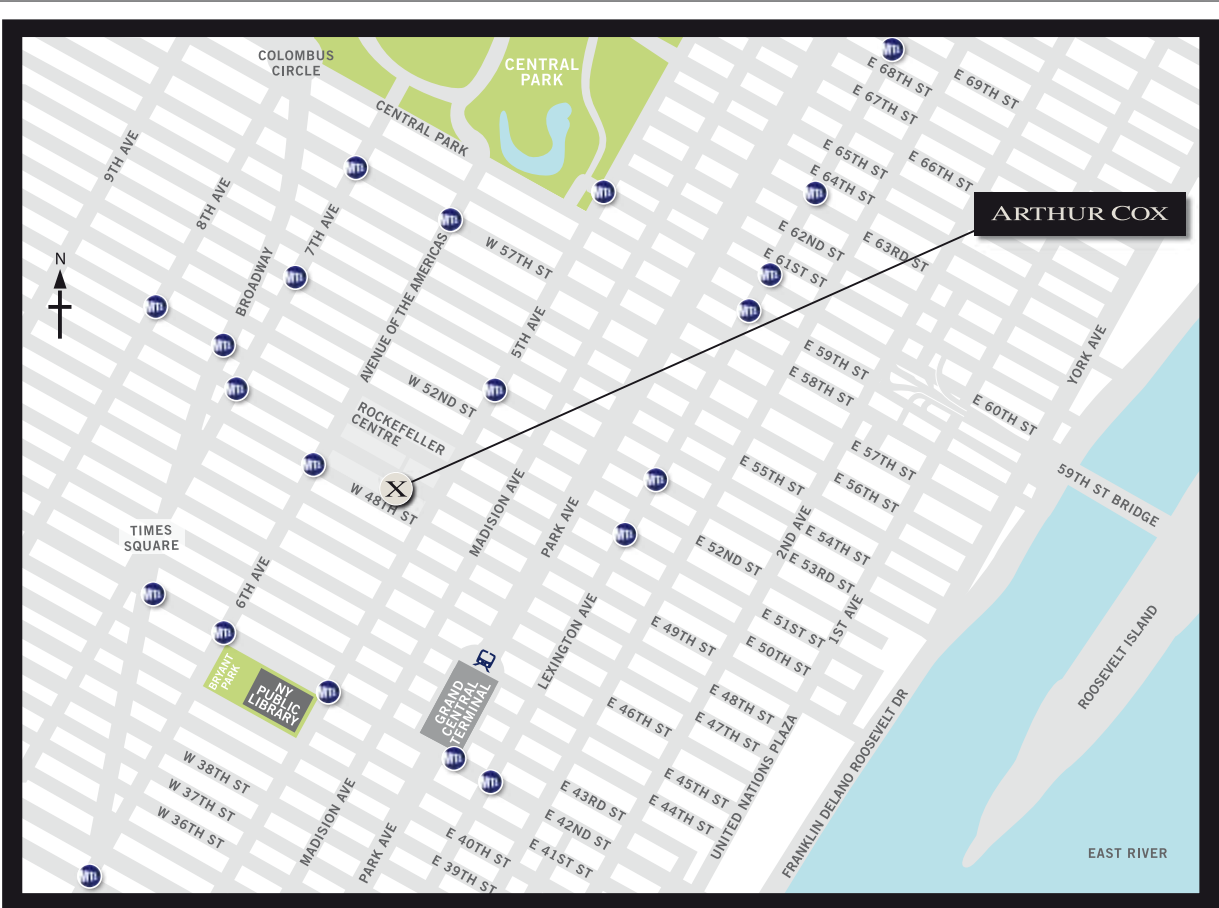 COLOMBUS
CIRCLE
CENTRAL
PARK
CENTRAL PARK
E 68TH ST
E 69TH ST
E 67TH ST
9TH AVE
E 65TH ST
E 66TH ST
8TH AVE
E 64TH ST
7TH AVE
ARTHUR COX
BROADWAY
AVENUE OF THE AMERICAS
W 57TH ST
E 62ND ST
E 63RD ST
E 61ST ST
N
5TH AVE
YORK AVE
E 59TH ST
E 58TH ST
W 52ND ST
E 60TH ST
ROCKEFELLER
CENTRE
X
W 48TH ST
E 57TH ST
E 55TH ST
E 56TH ST
59TH ST BRIDGE
MADISION AVE
PARK AVE
2ND AVE
TIMES
SQUARE
E 54TH ST
E 52ND ST
E 53RD ST
6TH AVE
LEXINGTON AVE
1ST AVE
E 51ST ST
E 49TH ST
E 50TH ST
ROOSEVELT ISLAND
BRYANT
PARK
NY
PUBLIC
LIBRARY
GRAND
CENTRAL
TERMINAL
E 48TH ST
E 46TH ST
E 47TH ST
UNITED NATIONS PLAZA
FRANKLIN DELANO ROOSEVELT DR
W 38TH ST
W 37TH ST
W 36TH ST
MADISION AVE
PARK AVE
E 45TH ST
E 43RD ST
E 44TH ST
E 42ND ST
E 40TH ST
E 41ST ST
E 39TH ST
EAST RIVER